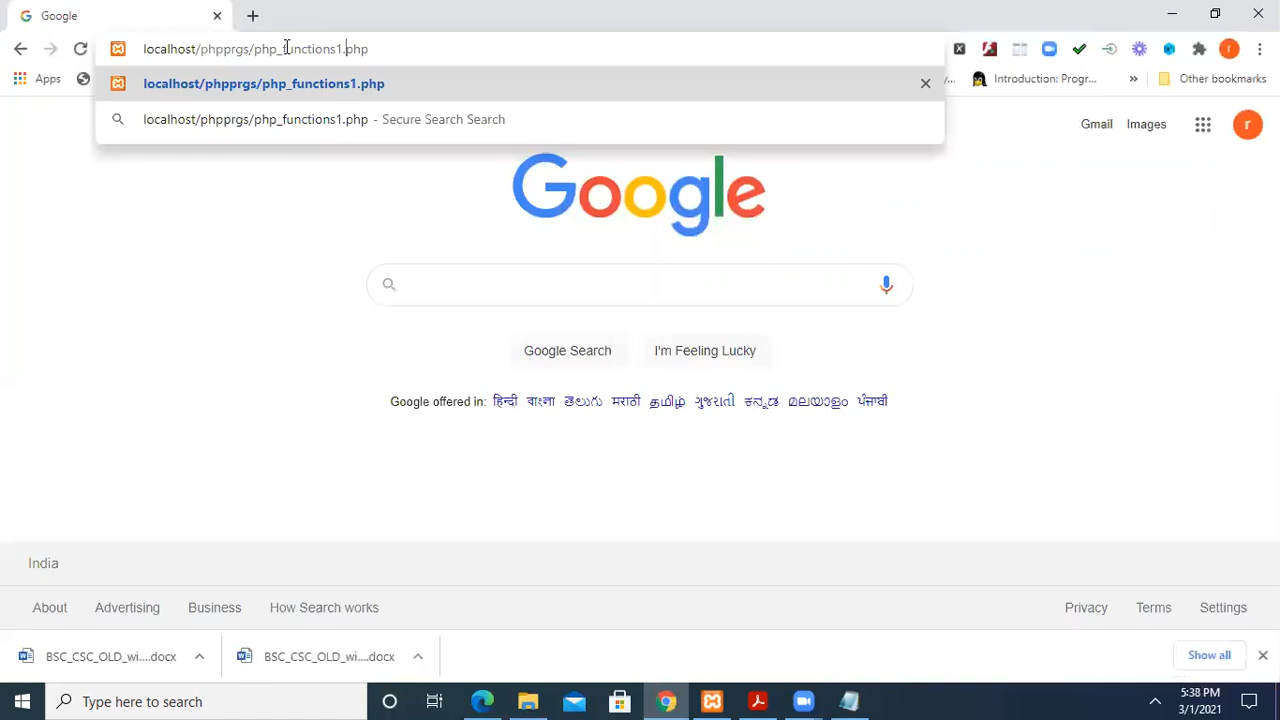 Google
localhost/phpprgs/php_functions1.php
Apps
Introduction: Progr...
Other bookmarks
localhost/phpprgs/php_functions1.php
localhost/phpprgs/php_functions1.php - Secure Search Search
Gmail Images r
Google
Google Search I'm Feeling Lucky
Google offered in: हिन्दी বাংলা తెలుగు मराठी தமிழ் ગુજરાતી ಕನ್ನಡ മലയാളം ਪੰਜਾਬੀ
India
About Advertising Business How Search works Privacy Terms Settings
BSC_CSC_OLD_wi....docx BSC_CSC_OLD_wi....docx Show all
Type here to search
5:38 PM
3/1/2021